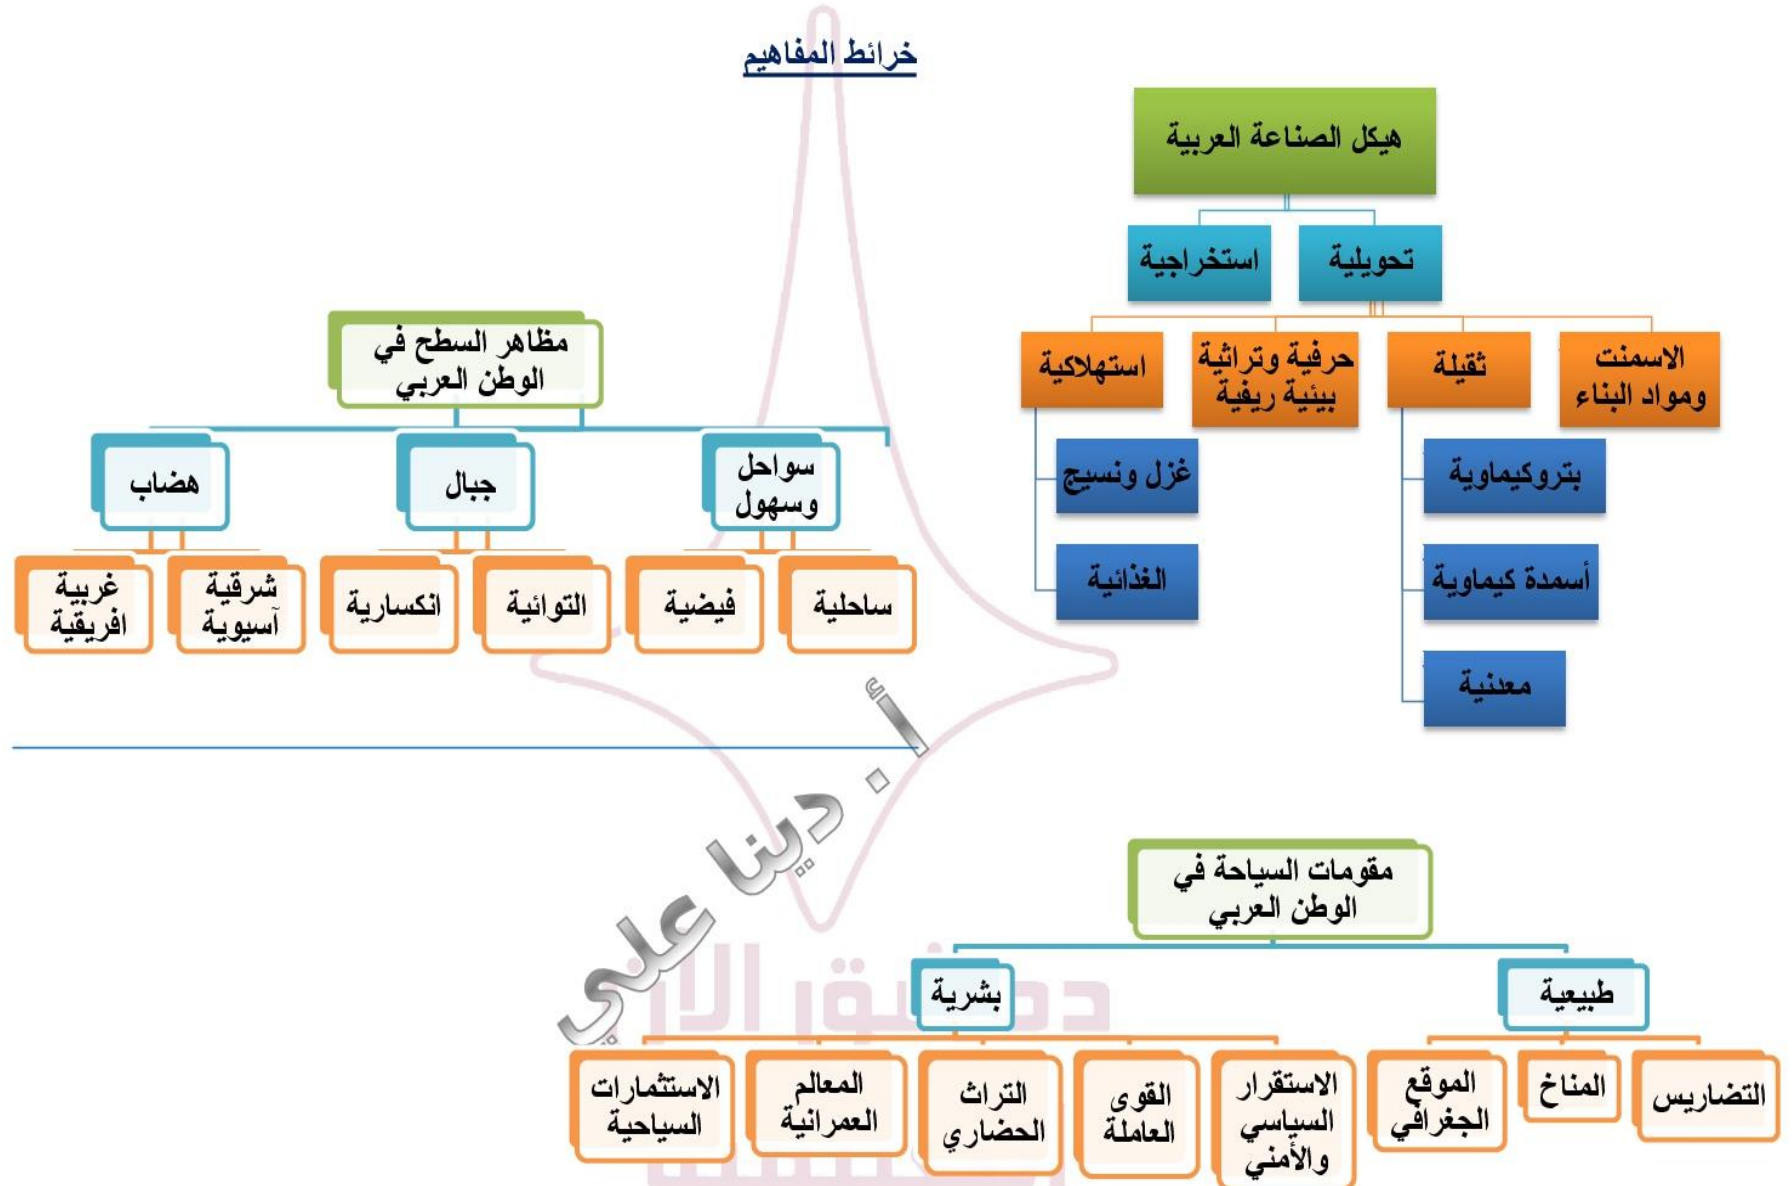 خرائط المفاهيم
هيكل الصناعة العربية
تحويلية
استخراجية
الاسمنت
ومواد البناء
ثقيلة
حرفية وتراثية
بيئية ريفية
استهلاكية
بتروكيماوية
أسمدة كيماوية
معدنية
غزل ونسيج
الغذائية
مظاهر السطح في
الوطن العربي
سواحل
وسهول
جبال
هضاب
ساحلية
فيضية
التوائية
انكسارية
شرقية
آسيوية
غربية
افريقية
أ. دينا علي
مقومات السياحة في
الوطن العربي
طبيعية
بشرية
التضاريس
المناخ
الموقع
الجغرافي
الاستقرار
السياسي
والأمني
القوى
العاملة
التراث
الحضاري
المعالم
العمرانية
الاستثمارات
السياحية